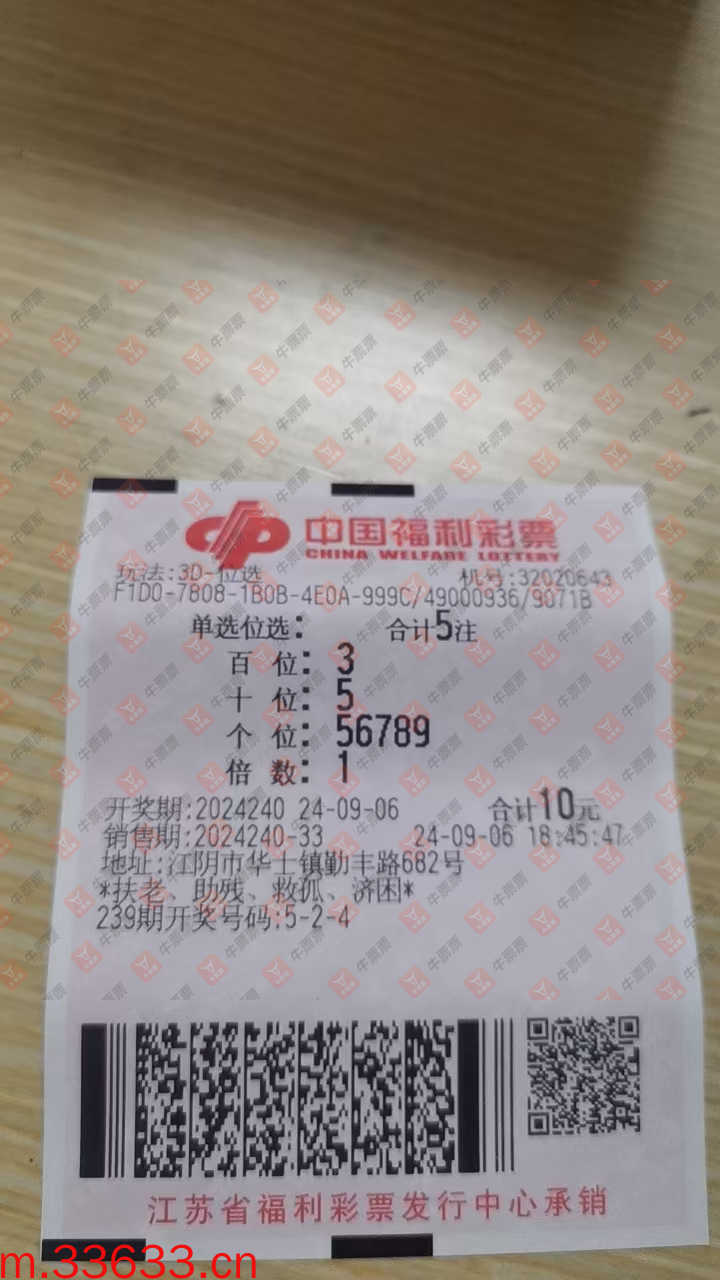 中国福利彩票
CHINA WELFARE LOTTERY
玩法:3D-位选 机号:32020643
F1D0-7808-1B0B-4E0A-999C/49000936/9071B
单选位选: 合计5注
百 位: 3
十 位: 5
个 位: 56789
倍 数: 1
开奖期:2024240 24-09-06 合计10元
销售期:2024240-33 24-09-06 18:45:47
地址:江阴市华士镇勤丰路682号
*扶老、助残、救孤、济困*
239期开奖号码:5-2-4
江苏省福利彩票发行中心承销
m.33633.cn